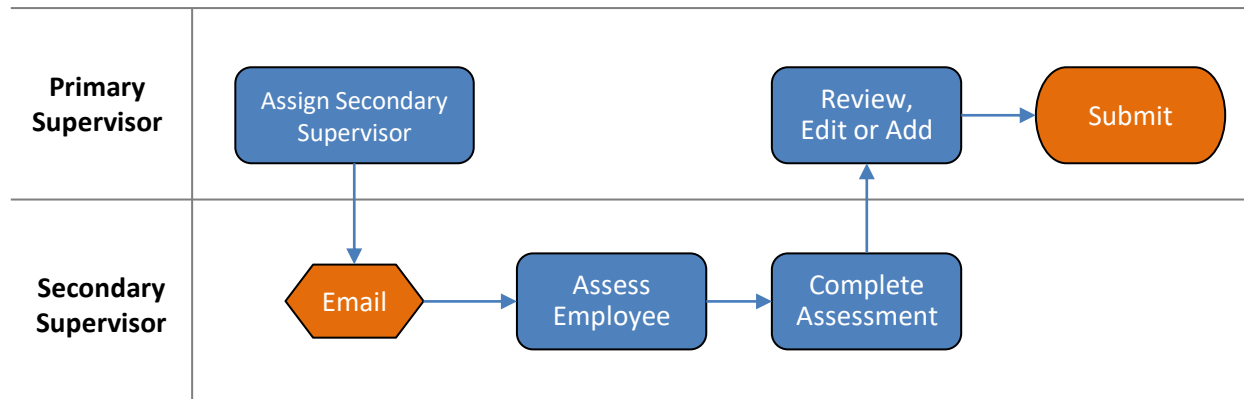 Primary
Supervisor
Assign Secondary
Supervisor
Review,
Edit or Add
Submit
Secondary
Supervisor
Email
Assess
Employee
Complete
Assessment